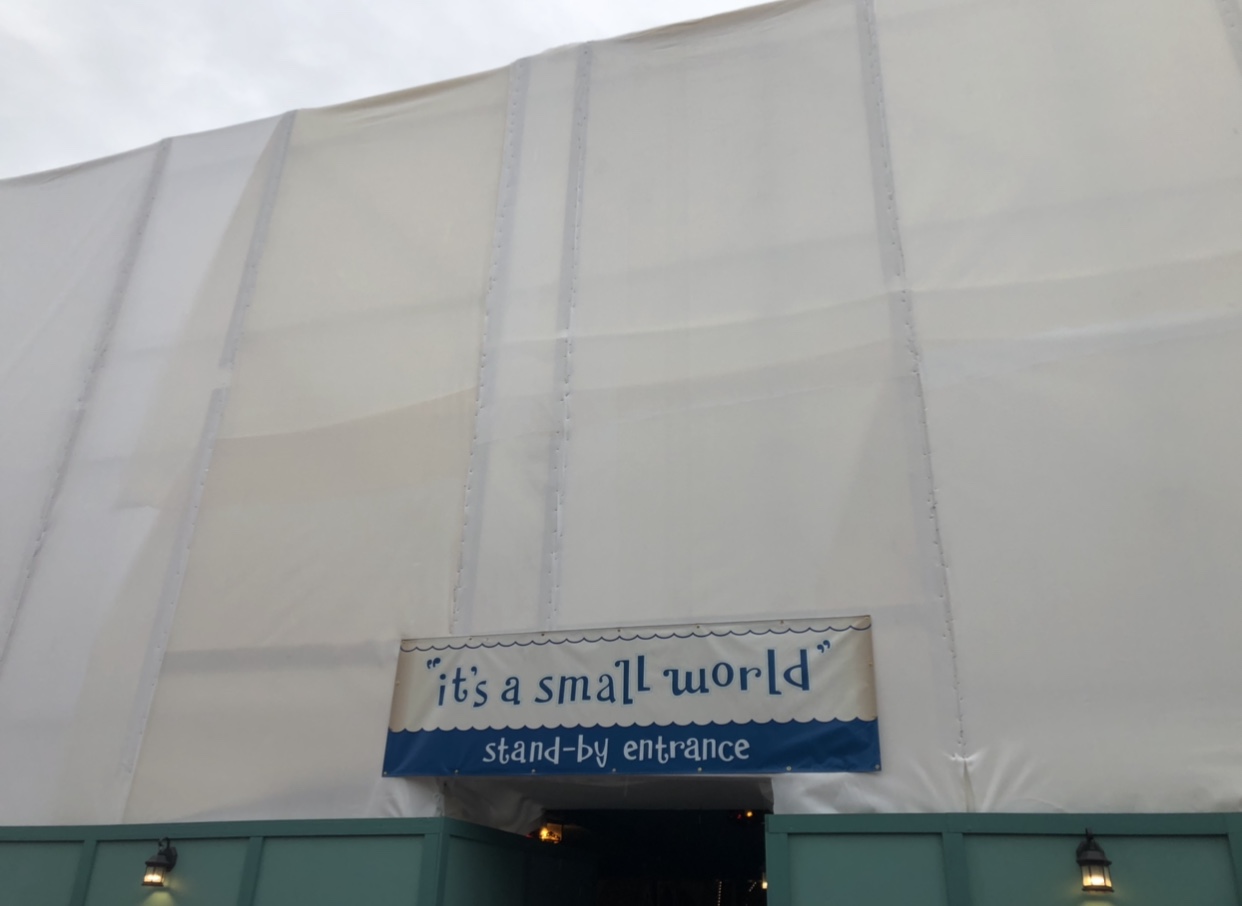 "it's a small world"
stand-by entrance